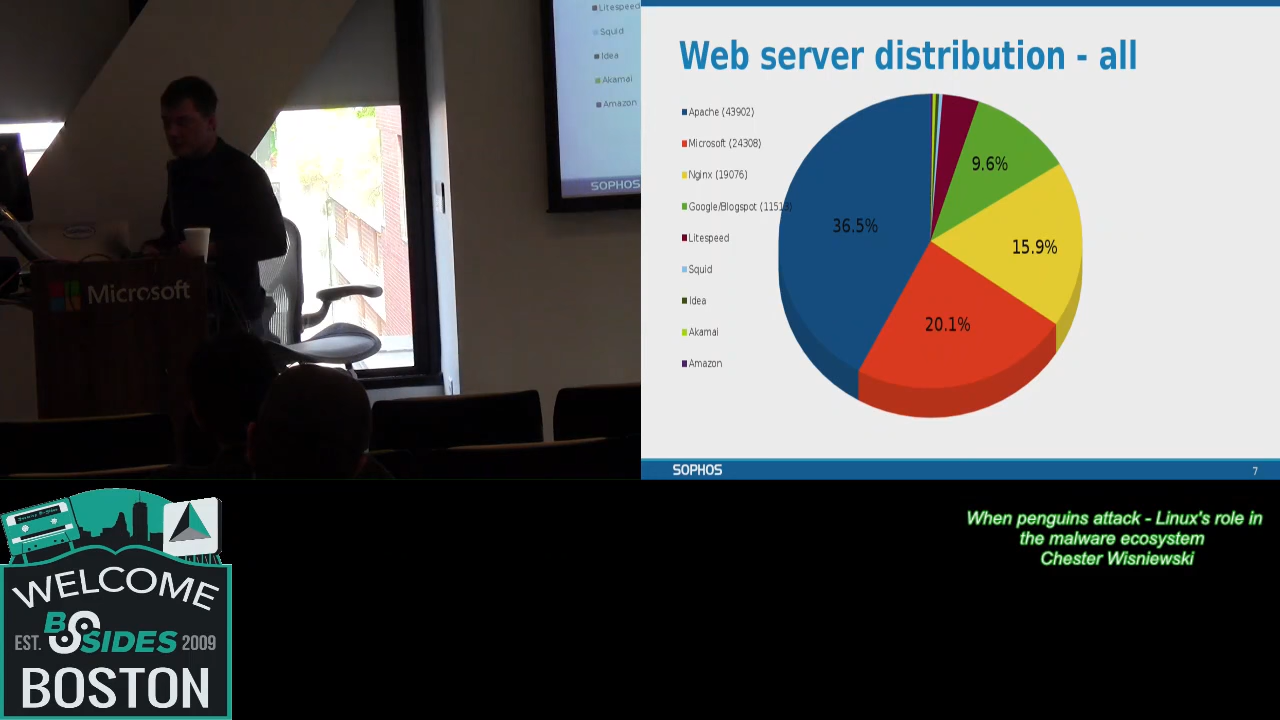 Litespeed
Squid
Idea
Akamai
Amazon
SOPHOS
Microsoft
Web server distribution - all
Apache (43902)
Microsoft (24308)
Nginx (19076)
Google/Blogspot (11513)
Litespeed
Squid
Idea
Akamai
Amazon
9.6%
36.5%
15.9%
20.1%
SOPHOS
7
When penguins attack - Linux's role in
the malware ecosystem
Chester Wisniewski
WELCOME
BSIDES
EST. 2009
BOSTON